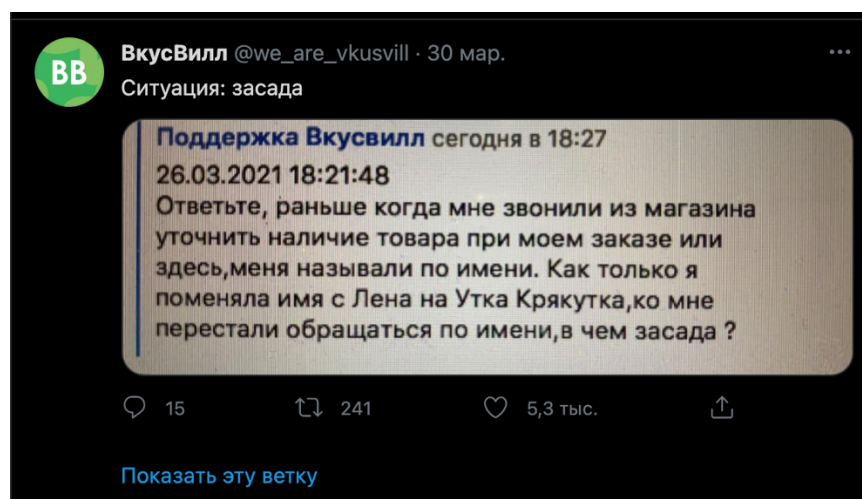 ВВ
ВкусВилл @we_are_vkusvill · 30 мар.
Ситуация: засада
Поддержка Вкусвилл сегодня в 18:27
26.03.2021 18:21:48
Ответьте, раньше когда мне звонили из магазина
уточнить наличие товара при моем заказе или
здесь,меня называли по имени. Как только я
поменяла имя с Лена на Утка Крякутка,ко мне
перестали обращаться по имени,в чем засада ?
15 241 5,3 тыс.
Показать эту ветку